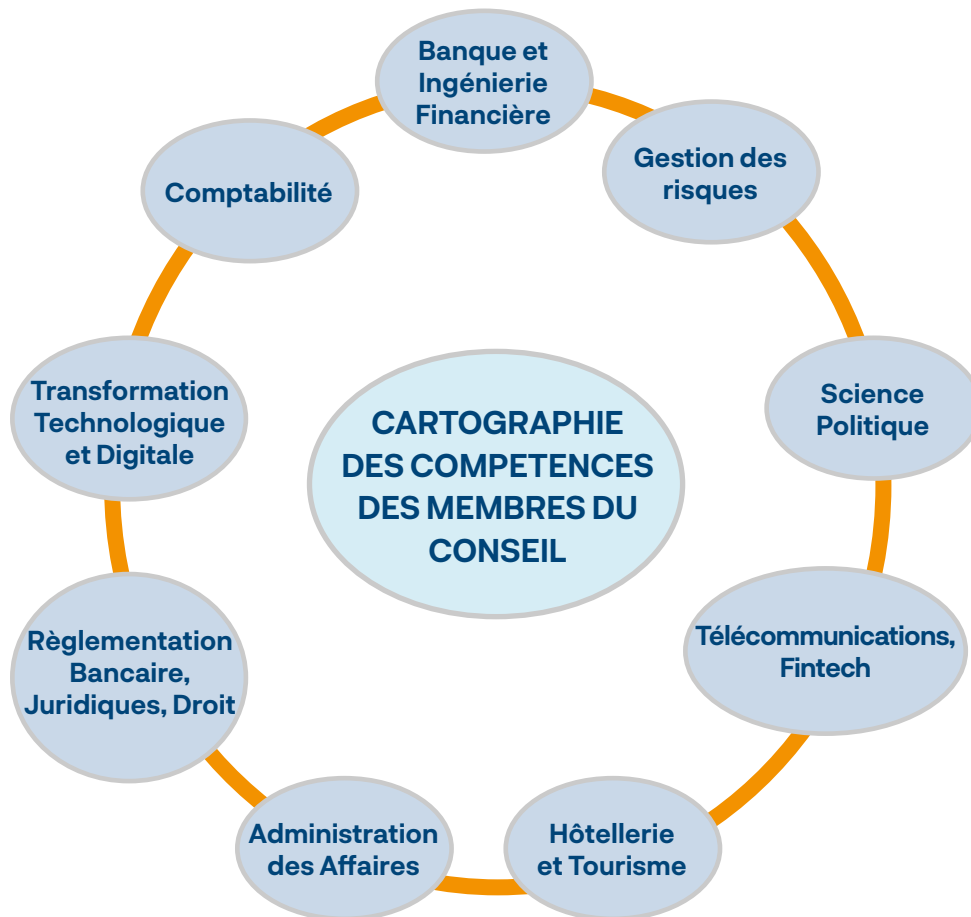 Banque et
Ingénierie
Financière
Gestion des
risques
Comptabilité
Science
Politique
Transformation
Technologique
et Digitale
CARTOGRAPHIE
DES COMPETENCES
DES MEMBRES DU
CONSEIL
Télécommunications,
Fintech
Règlementation
Bancaire,
Juridiques, Droit
Administration
des Affaires
Hôtellerie
et Tourisme